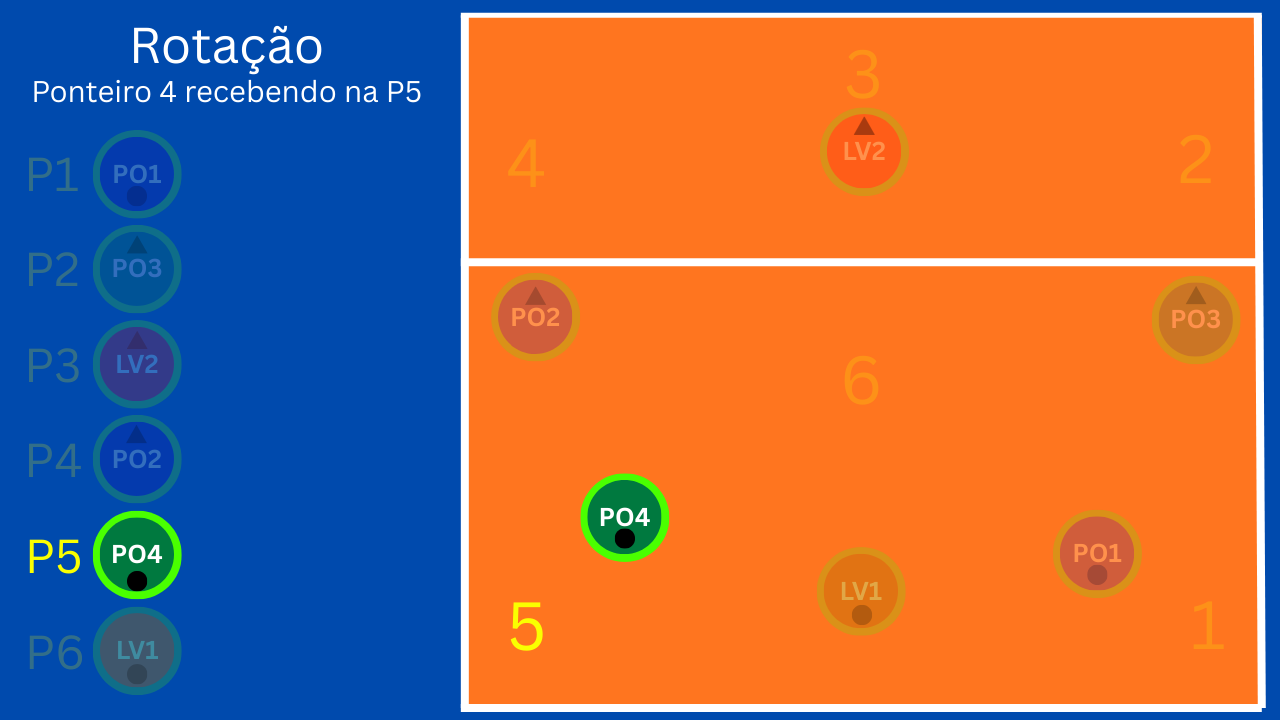 Rotação
Ponteiro 4 recebendo na P5
P1 PO1
P2 PO3
P3 LV2
P4 PO2
P5 PO4
P6 LV1
3
LV2
4
2
PO2
PO3
6
PO4
PO1
LV1
5
1